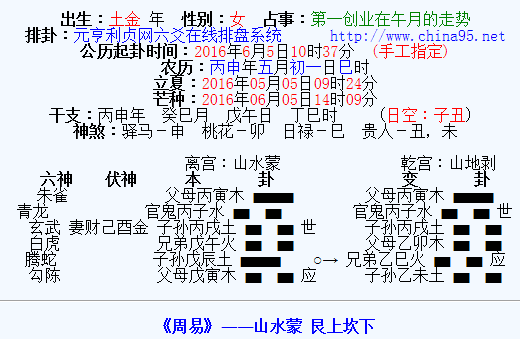 出生：土金 年　性别：女　占事：第一创业在午月的走势
排卦：元亨利贞网六爻在线排盘系统　http://www.china95.net
公历起卦时间：2016年6月5日10时37分　(手工指定)
农历：丙申年五月初一日巳时
立夏：2016年05月05日09时24分
芒种：2016年06月05日14时09分
干支：丙申年　癸巳月　戊午日　丁巳时　(日空：子丑)
神煞：驿马－申　桃花－卯　日禄－巳　贵人－丑，未
离宫：山水蒙　乾宫：山地剥
六神　伏神　本　卦　变　卦
朱雀　父母丙寅木　父母丙寅木
青龙　官鬼丙子水　官鬼丙子水　世
玄武　妻财己酉金　子孙丙戌土　世　子孙丙戌土
白虎　兄弟戊午火　父母乙卯木
腾蛇　子孙戊辰土　○→　兄弟乙巳火
勾陈　父母戊寅木　应　子孙乙未土　应
《周易》——山水蒙 艮上坎下